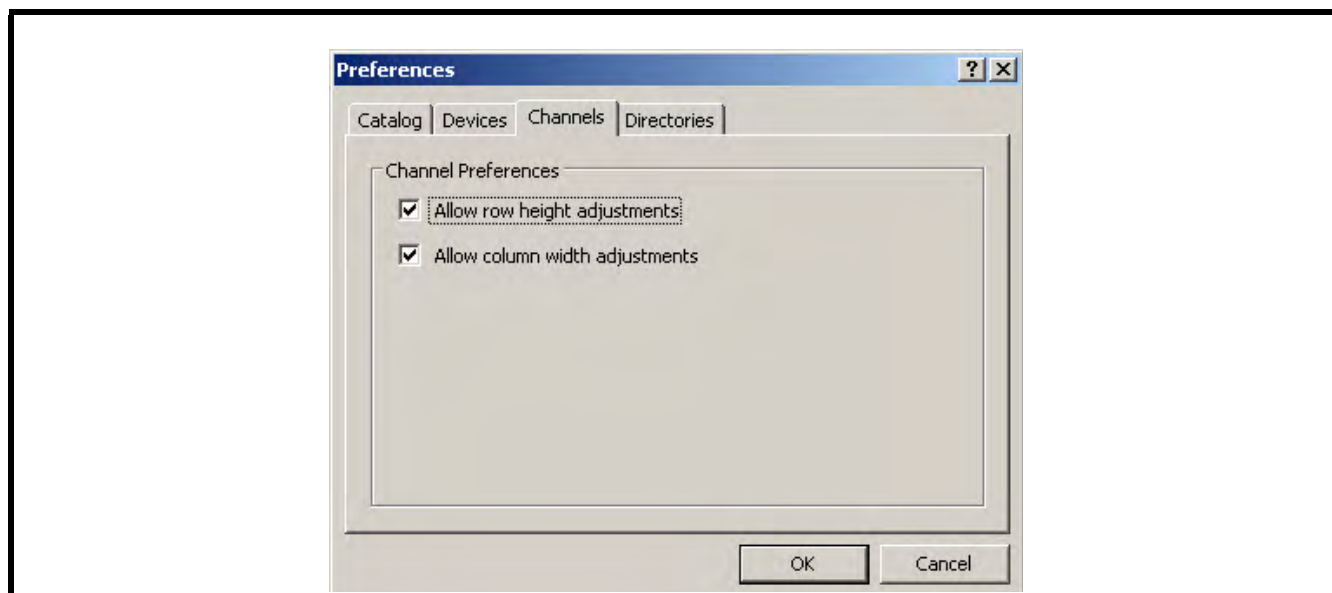 Preferences
Catalog Devices Channels Directories
Channel Preferences
Allow row height adjustments
Allow column width adjustments
OK Cancel